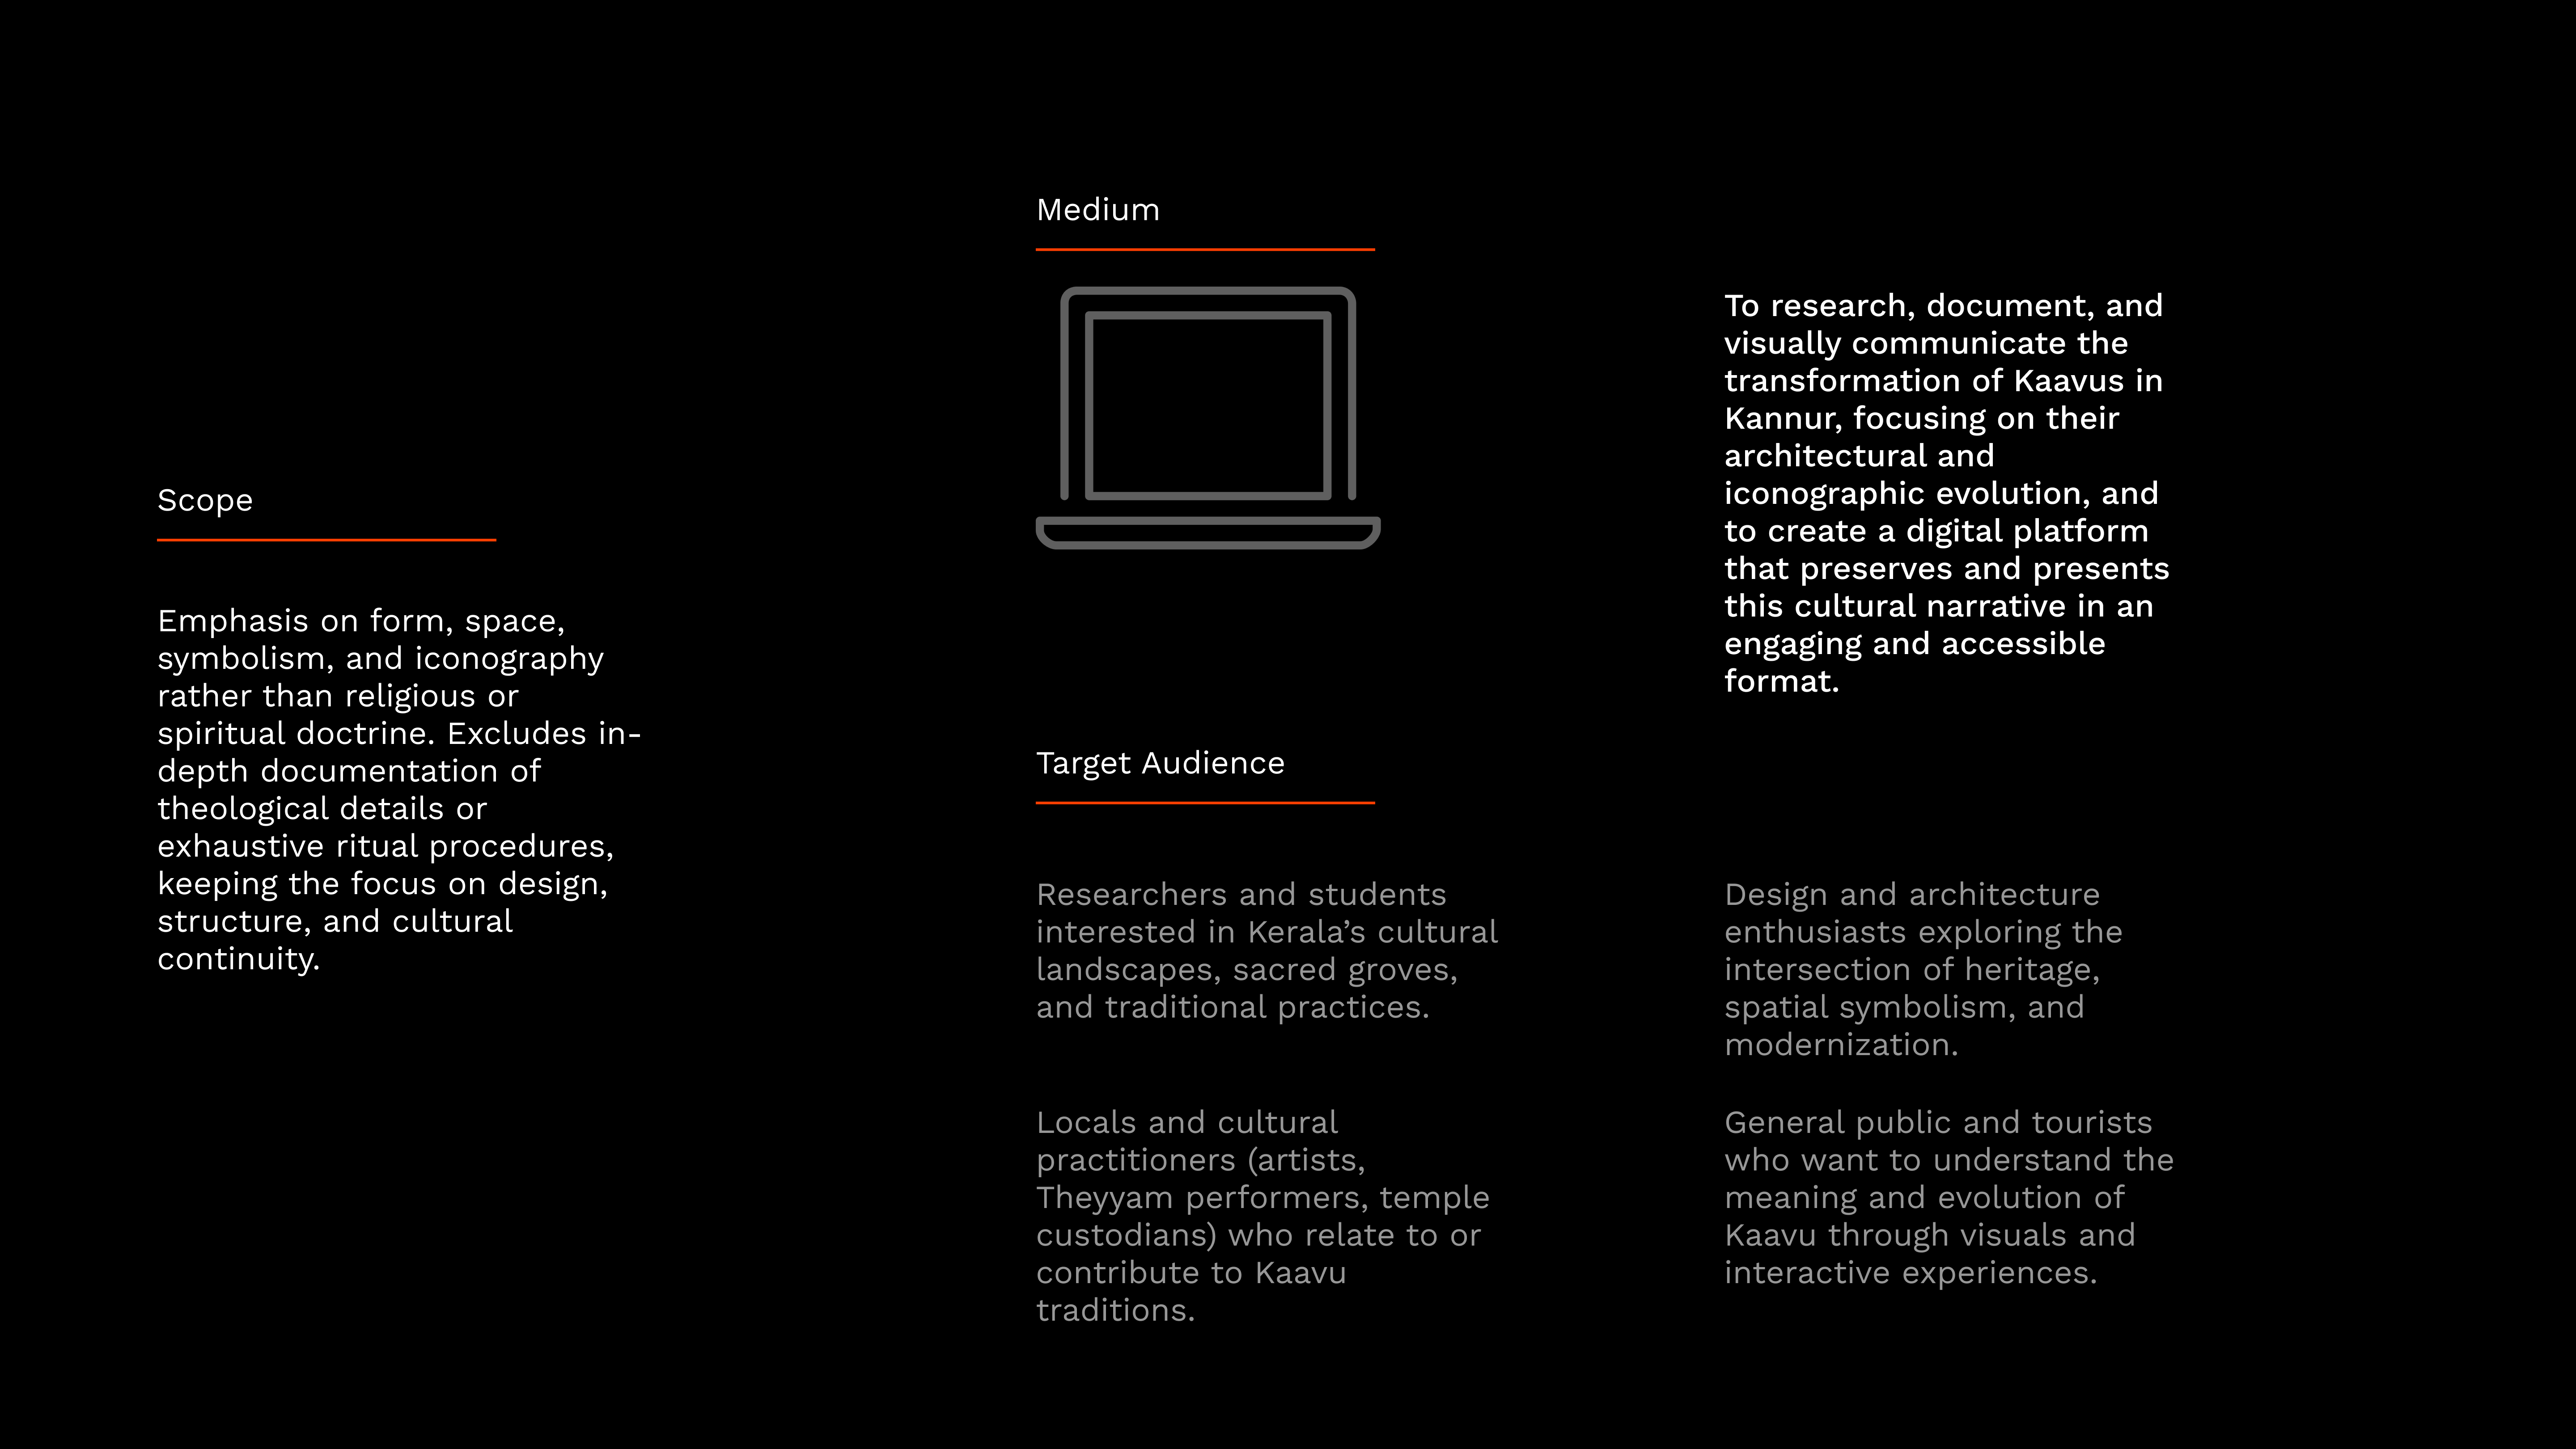 Scope
Emphasis on form, space,
symbolism, and iconography
rather than religious or
spiritual doctrine. Excludes in-
depth documentation of
theological details or
exhaustive ritual procedures,
keeping the focus on design,
structure, and cultural
continuity.
Medium
To research, document, and
visually communicate the
transformation of Kaavus in
Kannur, focusing on their
architectural and
iconographic evolution, and
to create a digital platform
that preserves and presents
this cultural narrative in an
engaging and accessible
format.
Target Audience
Researchers and students
interested in Kerala’s cultural
landscapes, sacred groves,
and traditional practices.
Design and architecture
enthusiasts exploring the
intersection of heritage,
spatial symbolism, and
modernization.
Locals and cultural
practitioners (artists,
Theyyam performers, temple
custodians) who relate to or
contribute to Kaavu
traditions.
General public and tourists
who want to understand the
meaning and evolution of
Kaavu through visuals and
interactive experiences.